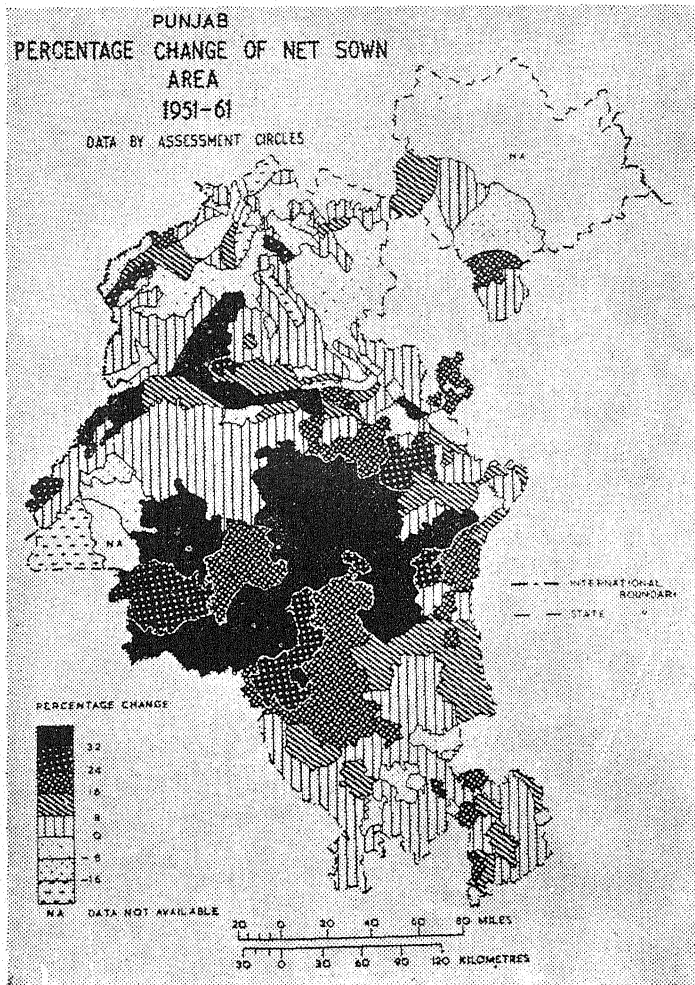 PUNJAB
PERCENTAGE CHANGE OF NET SOWN
AREA
1951-61
DATA BY ASSESSMENT CIRCLES
NA
NA
INTERNATIONAL
BOUNDARY
STATE "
PERCENTAGE CHANGE
32
24
16
8
0
-8
-16
NA DATA NOT AVAILABLE
20 0 20 40 60 80 MILES
30 0 30 60 90 120 KILOMETRES